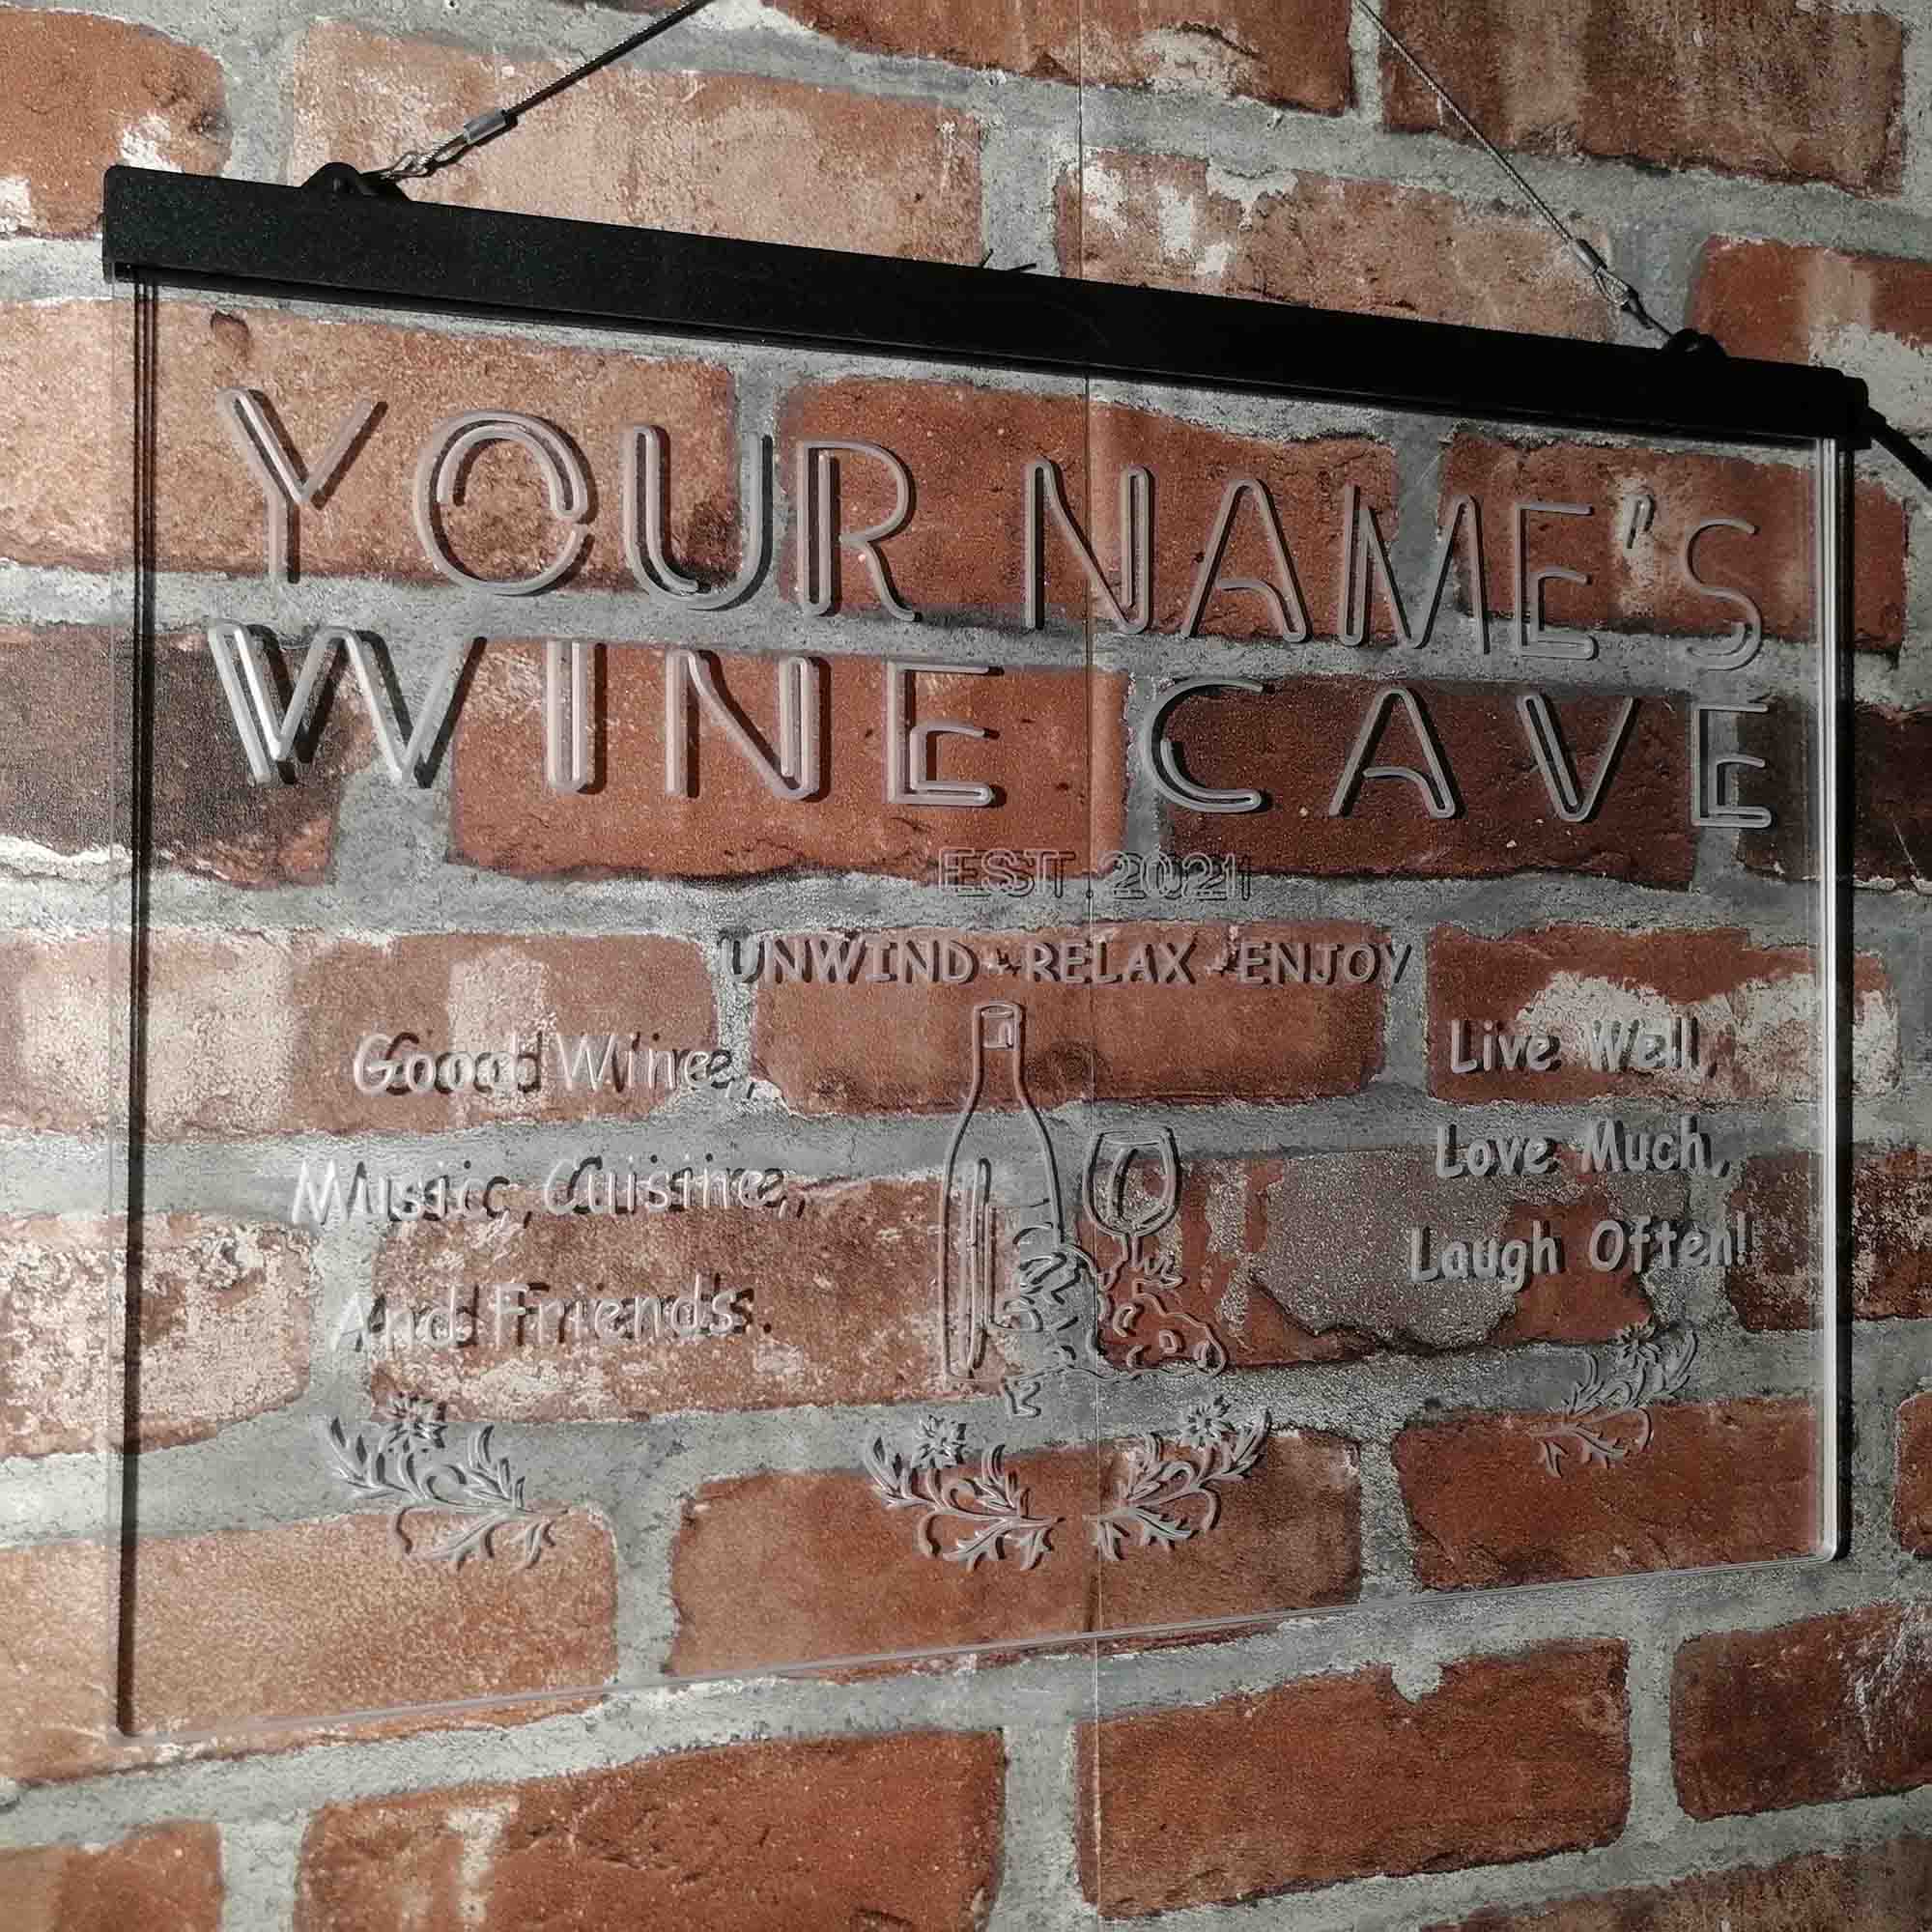 YOUR NAME'S
WINE CAVE
EST. 2021
UNWIND - RELAX - ENJOY
Good Wine,
Music, Cuisine,
And Friends.
Live Well,
Love Much,
Laugh Often!